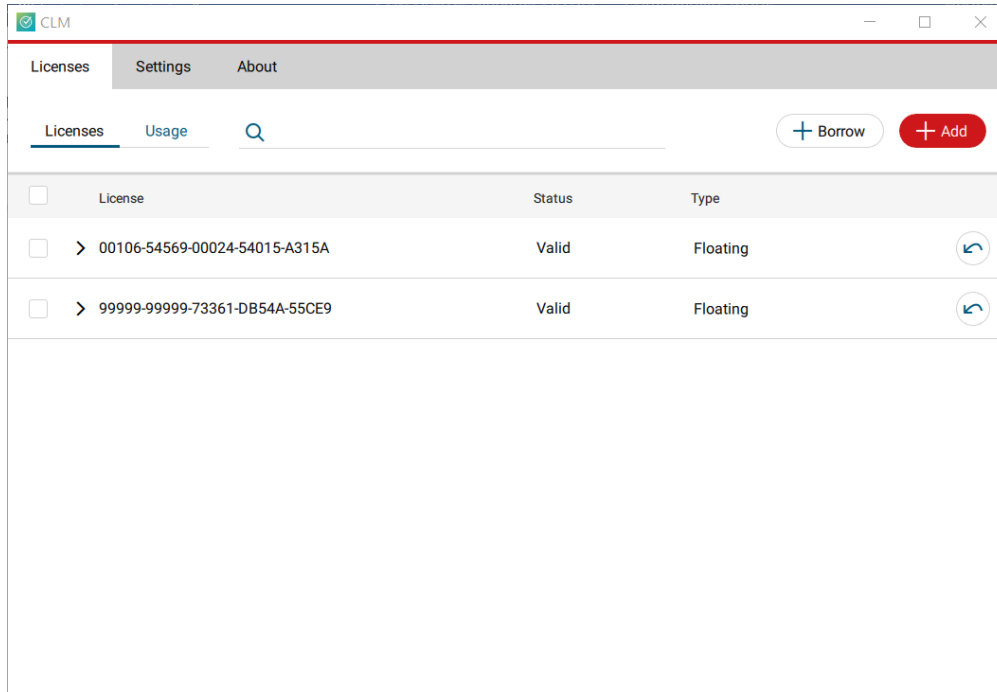 CLM
Licenses Settings About
Licenses Usage Borrow Add
License Status Type
00106-54569-00024-54015-A315A Valid Floating
99999-99999-73361-DB54A-55CE9 Valid Floating